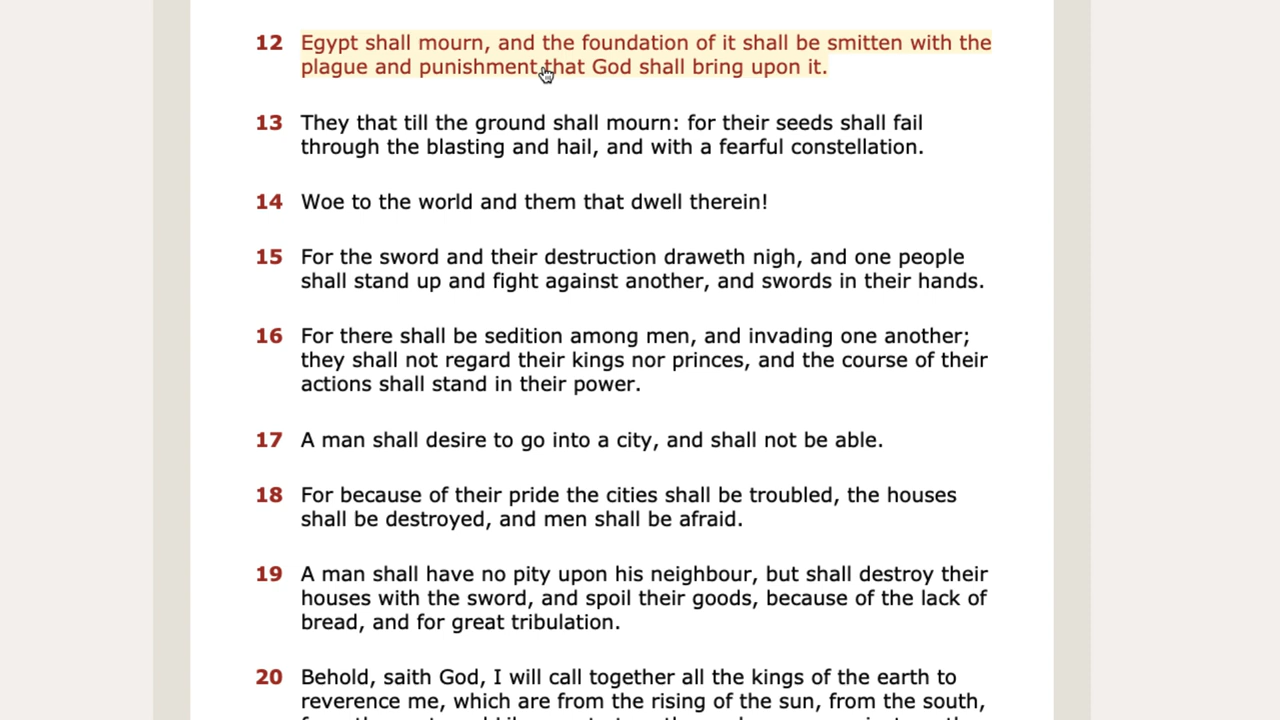 12 Egypt shall mourn, and the foundation of it shall be smitten with the
plague and punishment that God shall bring upon it.
13 They that till the ground shall mourn: for their seeds shall fail
through the blasting and hail, and with a fearful constellation.
14 Woe to the world and them that dwell therein!
15 For the sword and their destruction draweth nigh, and one people
shall stand up and fight against another, and swords in their hands.
16 For there shall be sedition among men, and invading one another;
they shall not regard their kings nor princes, and the course of their
actions shall stand in their power.
17 A man shall desire to go into a city, and shall not be able.
18 For because of their pride the cities shall be troubled, the houses
shall be destroyed, and men shall be afraid.
19 A man shall have no pity upon his neighbour, but shall destroy their
houses with the sword, and spoil their goods, because of the lack of
bread, and for great tribulation.
20 Behold, saith God, I will call together all the kings of the earth to
reverence me, which are from the rising of the sun, from the south,